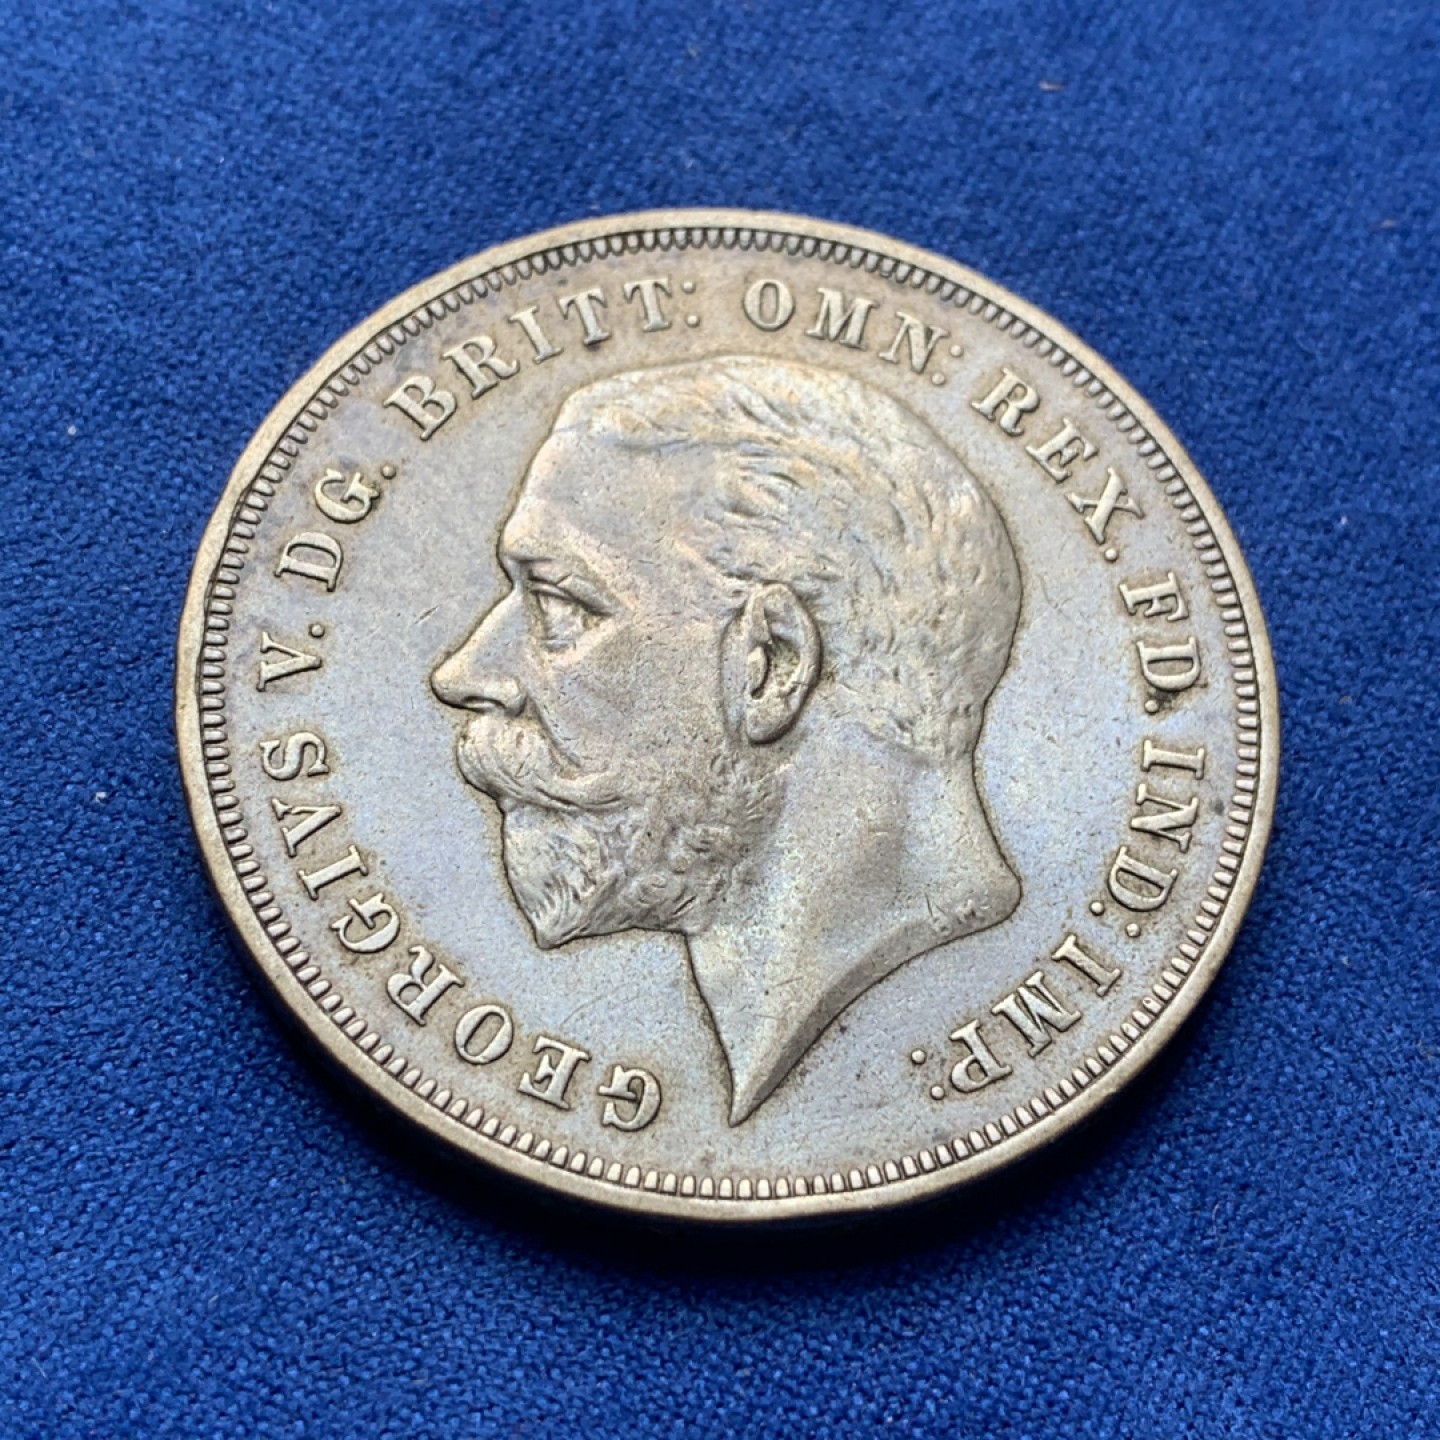 GEORGIVS V. DG. BRITT: OMN: REX. FD. IND: IMP: